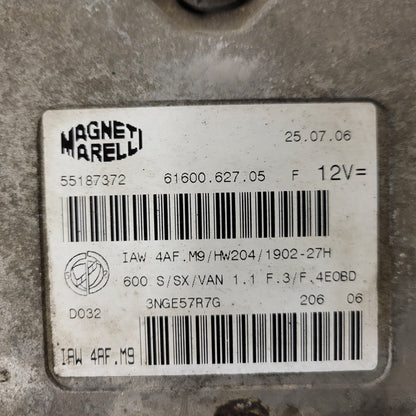 MAGNETI
MARELLI
25.07.06
55187372 61600.627.05 F 12V=
IAW 4AF.M9/HW204/1902-27H
600 S/SX/VAN 1.1 F.3/F.4EOBD
3NGE57R7G 206 06
D032
IAW 4AF.M9